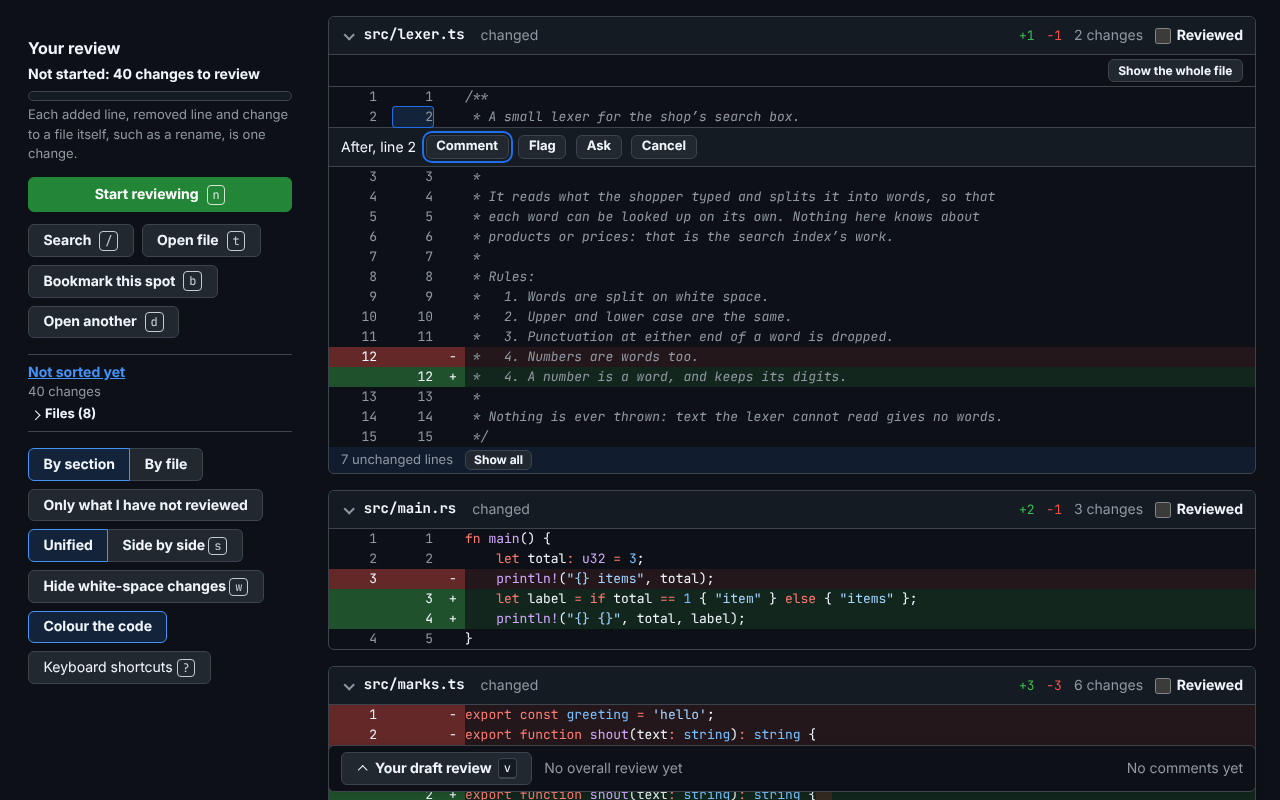 Your review
Not started: 40 changes to review
Each added line, removed line and change
to a file itself, such as a rename, is one
change.
Start reviewing n
Search / Open file t
Bookmark this spot b
Open another d
Not sorted yet
40 changes
Files (8)
By section By file
Only what I have not reviewed
Unified Side by side s
Hide white-space changes w
Colour the code
Keyboard shortcuts ?
src/lexer.ts changed +1 -1 2 changes Reviewed
Show the whole file
1 1 /**
2 2 * A small lexer for the shop’s search box.
After, line 2 Comment Flag Ask Cancel
3 3 *
4 4 * It reads what the shopper typed and splits it into words, so that
5 5 * each word can be looked up on its own. Nothing here knows about
6 6 * products or prices: that is the search index’s work.
7 7 *
8 8 * Rules:
9 9 *   1. Words are split on white space.
10 10 *   2. Upper and lower case are the same.
11 11 *   3. Punctuation at either end of a word is dropped.
12 - *   4. Numbers are words too.
12 + *   4. A number is a word, and keeps its digits.
13 13 *
14 14 * Nothing is ever thrown: text the lexer cannot read gives no words.
15 15 */
7 unchanged lines Show all
src/main.rs changed +2 -1 3 changes Reviewed
1 1 fn main() {
2 2     let total: u32 = 3;
3 -     println!("{} items", total);
3 +     let label = if total == 1 { "item" } else { "items" };
4 +     println!("{} {}", total, label);
4 5 }
src/marks.ts changed +3 -3 6 changes Reviewed
1 - export const greeting = 'hello';
2 - export function shout(text: string): string {
Your draft review v No overall review yet No comments yet
2 + export function shout(text: string): string {